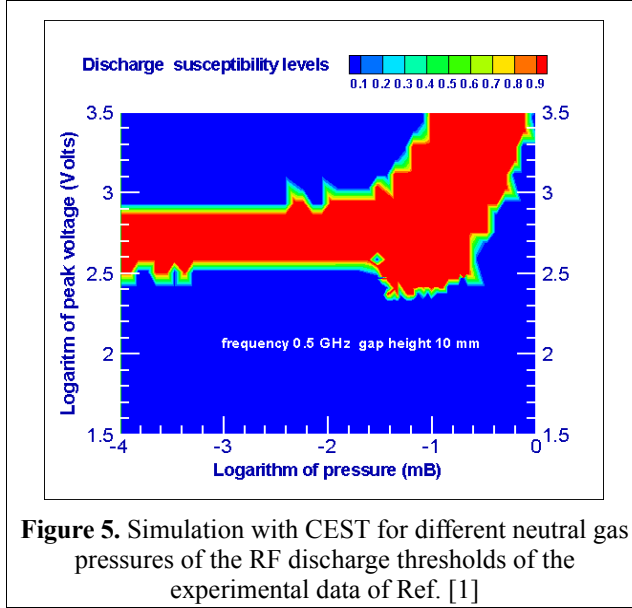 Discharge susceptibility levels
0.1 0.2 0.3 0.4 0.5 0.6 0.7 0.8 0.9
3.5
3
2.5
2
1.5
Logaritm of peak voltage (Volts)
3.5
3
2.5
2
1.5
frequency 0.5 GHz gap height 10 mm
-4 -3 -2 -1 0
Logarithm of pressure (mB)
Figure 5. Simulation with CEST for different neutral gas
pressures of the RF discharge thresholds of the
experimental data of Ref. [1]